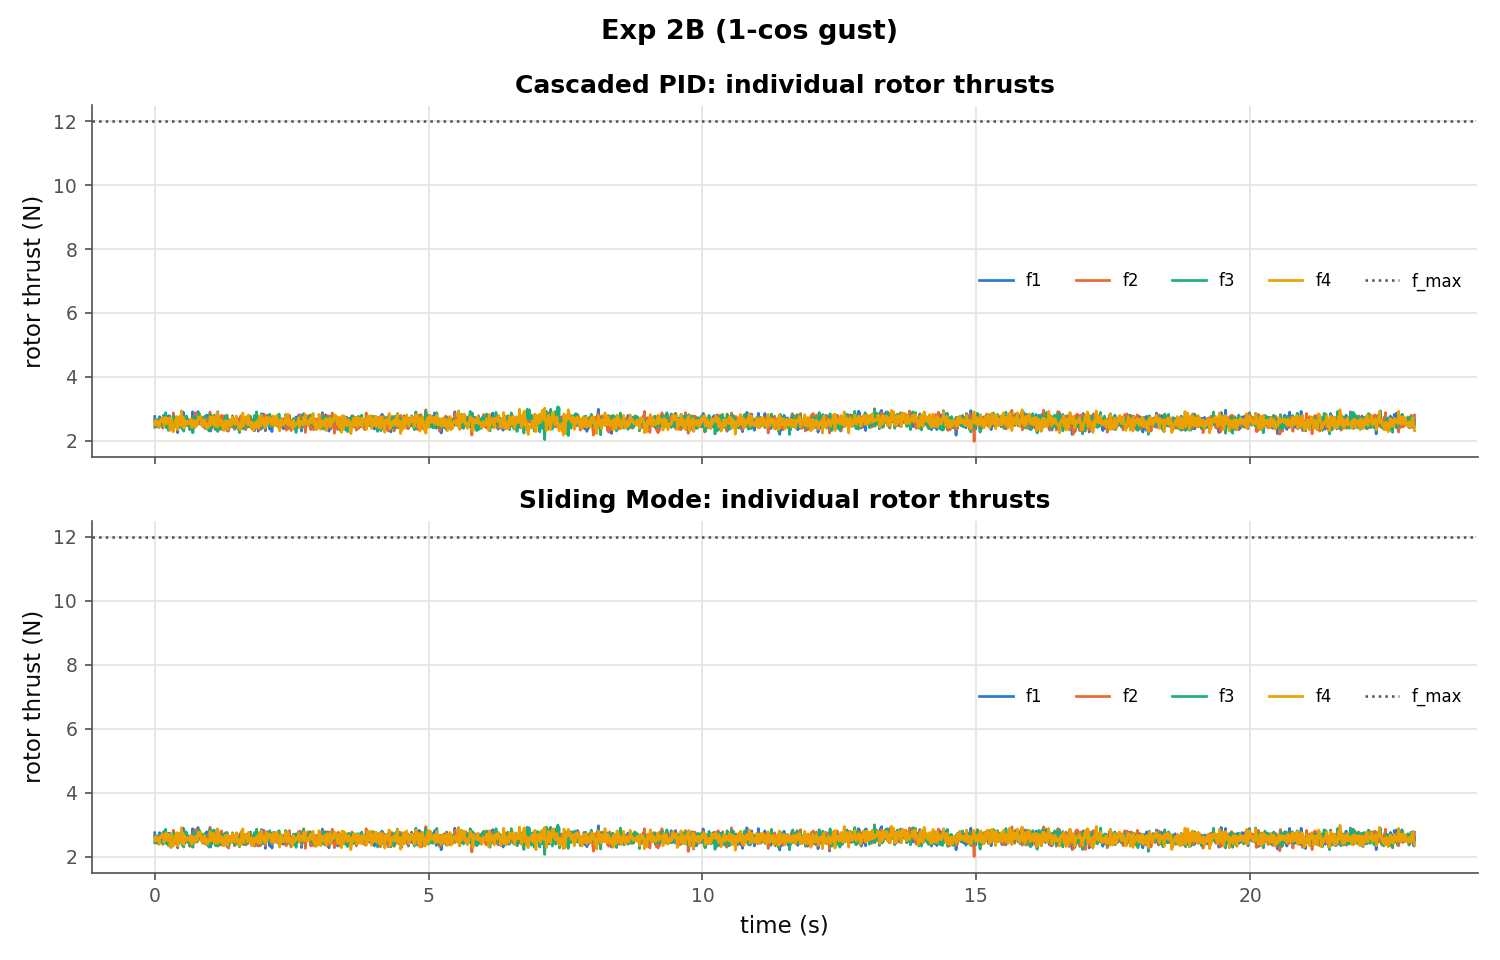 Exp 2B (1-cos gust)
Cascaded PID: individual rotor thrusts
12
10
8
6
4
2
rotor thrust (N)
f1 f2 f3 f4 f_max
Sliding Mode: individual rotor thrusts
12
10
8
6
4
2
rotor thrust (N)
f1 f2 f3 f4 f_max
0 5 10 15 20
time (s)